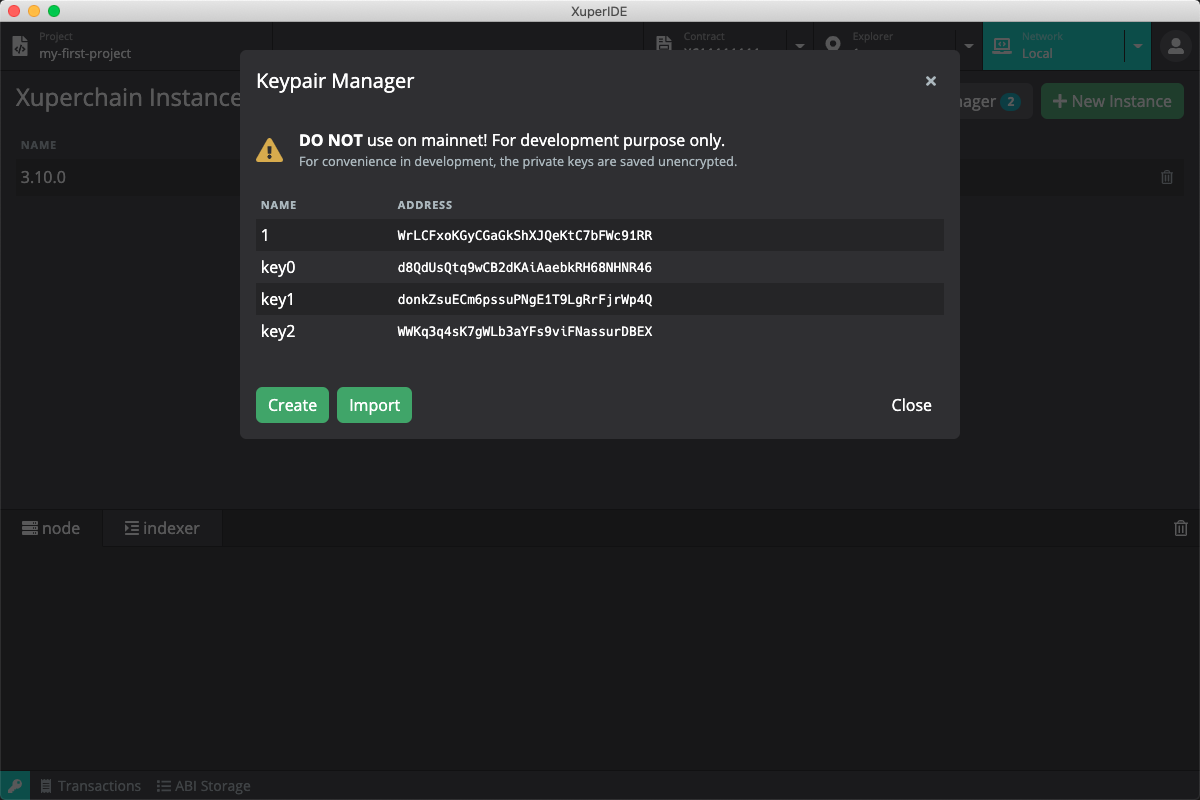 XuperIDE
Project
my-first-project
Contract
Explorer
Network
Local
Xuperchain Instance
2
New Instance
NAME
3.10.0
Keypair Manager
DO NOT use on mainnet! For development purpose only.
For convenience in development, the private keys are saved unencrypted.
NAME ADDRESS
1 WrLCFxoKGyCGaGkShXJQeKtC7bFWc91RR
key0 d8QdUsQtq9wCB2dKAiAaebkRH68NHNR46
key1 donkZsuECm6pssuPNgE1T9LgRrFjrWp4Q
key2 WWKq3q4sK7gWLb3aYFs9viFNassurDBEX
Create Import Close
node indexer
Transactions ABI Storage